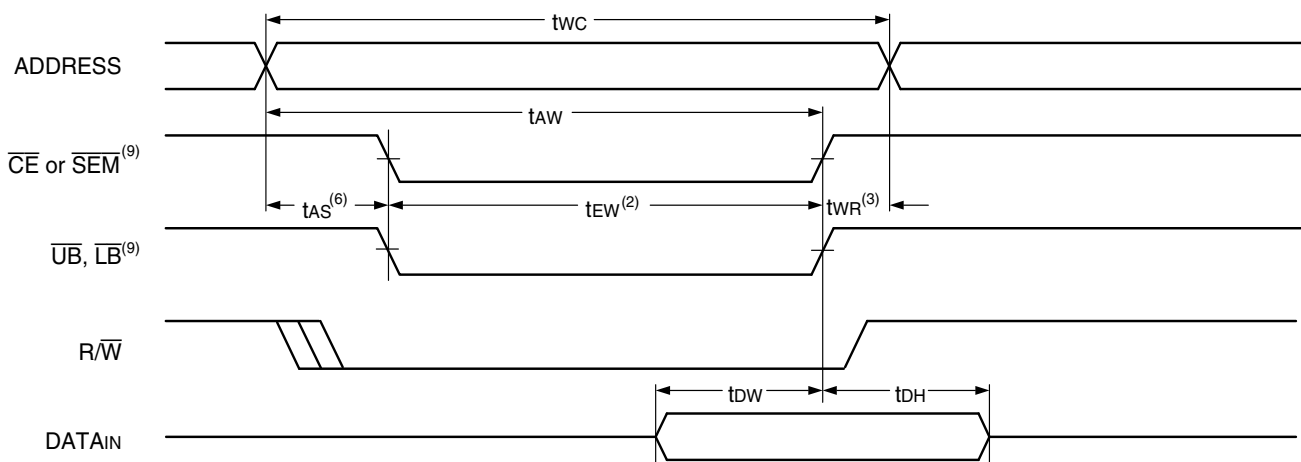 tWC
ADDRESS
tAW
CE or SEM(9)
tAS(6)
tEW(2)
tWR(3)
UB, LB(9)
R/W
tDW
tDH
DATAIN